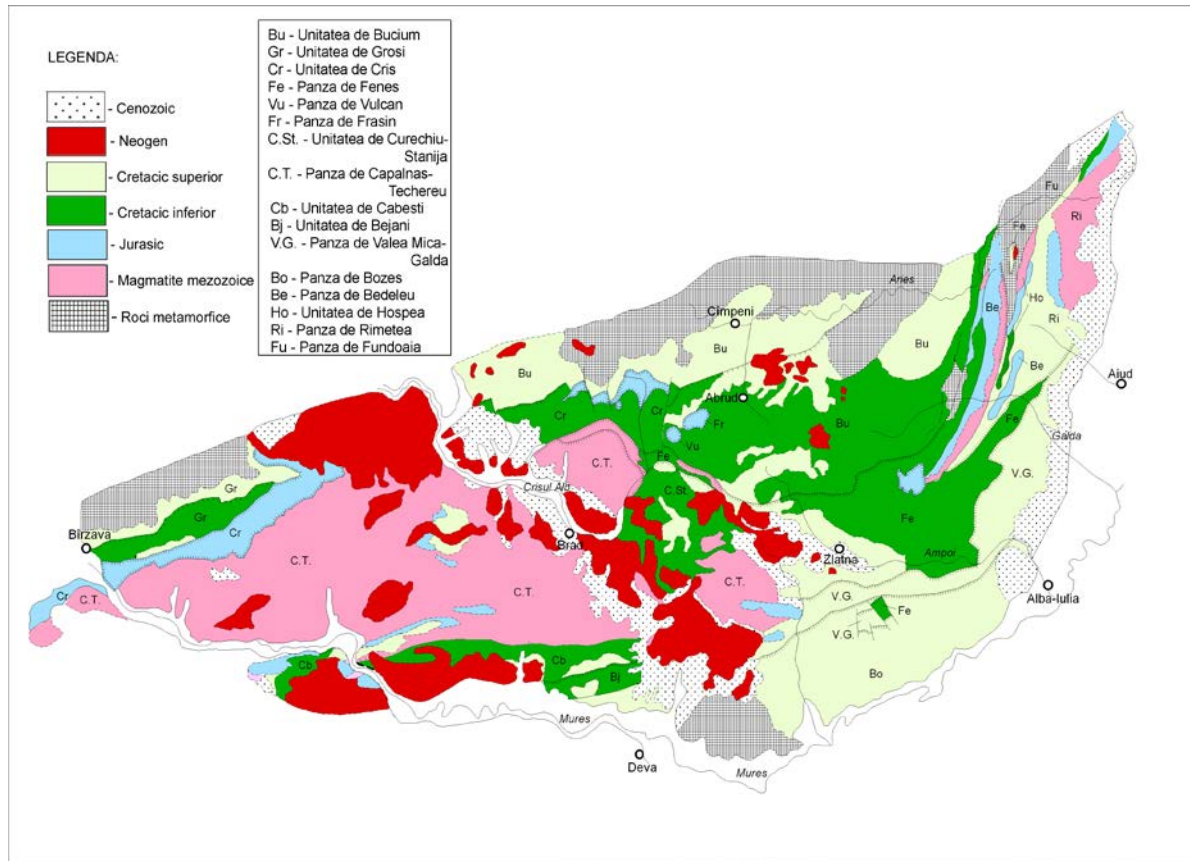 LEGENDA:
- Cenozoic
- Neogen
- Cretacic superior
- Cretacic inferior
- Jurasic
- Magmatite mezozoice
- Roci metamorfice
Bu - Unitatea de Bucium
Gr - Unitatea de Grosi
Cr - Unitatea de Cris
Fe - Panza de Fenes
Vu - Panza de Vulcan
Fr - Panza de Frasin
C.St. - Unitatea de Curechiu-
Stanija
C.T. - Panza de Capalnas-
Techereu
Cb - Unitatea de Cabesti
Bj - Unitatea de Bejani
V.G. - Panza de Valea Mica-
Galda
Bo - Panza de Bozes
Be - Panza de Bedeleu
Ho - Unitatea de Hospea
Ri - Panza de Rimetea
Fu - Panza de Fundoaia
Fu
Ri
Fe
Aries
Be
Ho
Ri
Cimpeni
Bu
Bu
Be
Aiud
Bu
Cr
Cr
Abrud
Fr
Bu
Fe
Vu
Galda
C.T.
Fe
V.G.
Gr
Crisul Alb
C.St.
Gr
Fe
Cr
Brad
Birzava
Zlatna
Ampoi
C.T.
C.T.
C.T.
V.G.
Alba-Iulia
Cr
C.T.
Fe
V.G.
Cb
Cb
Bj
Bo
Mures
Deva
Mures